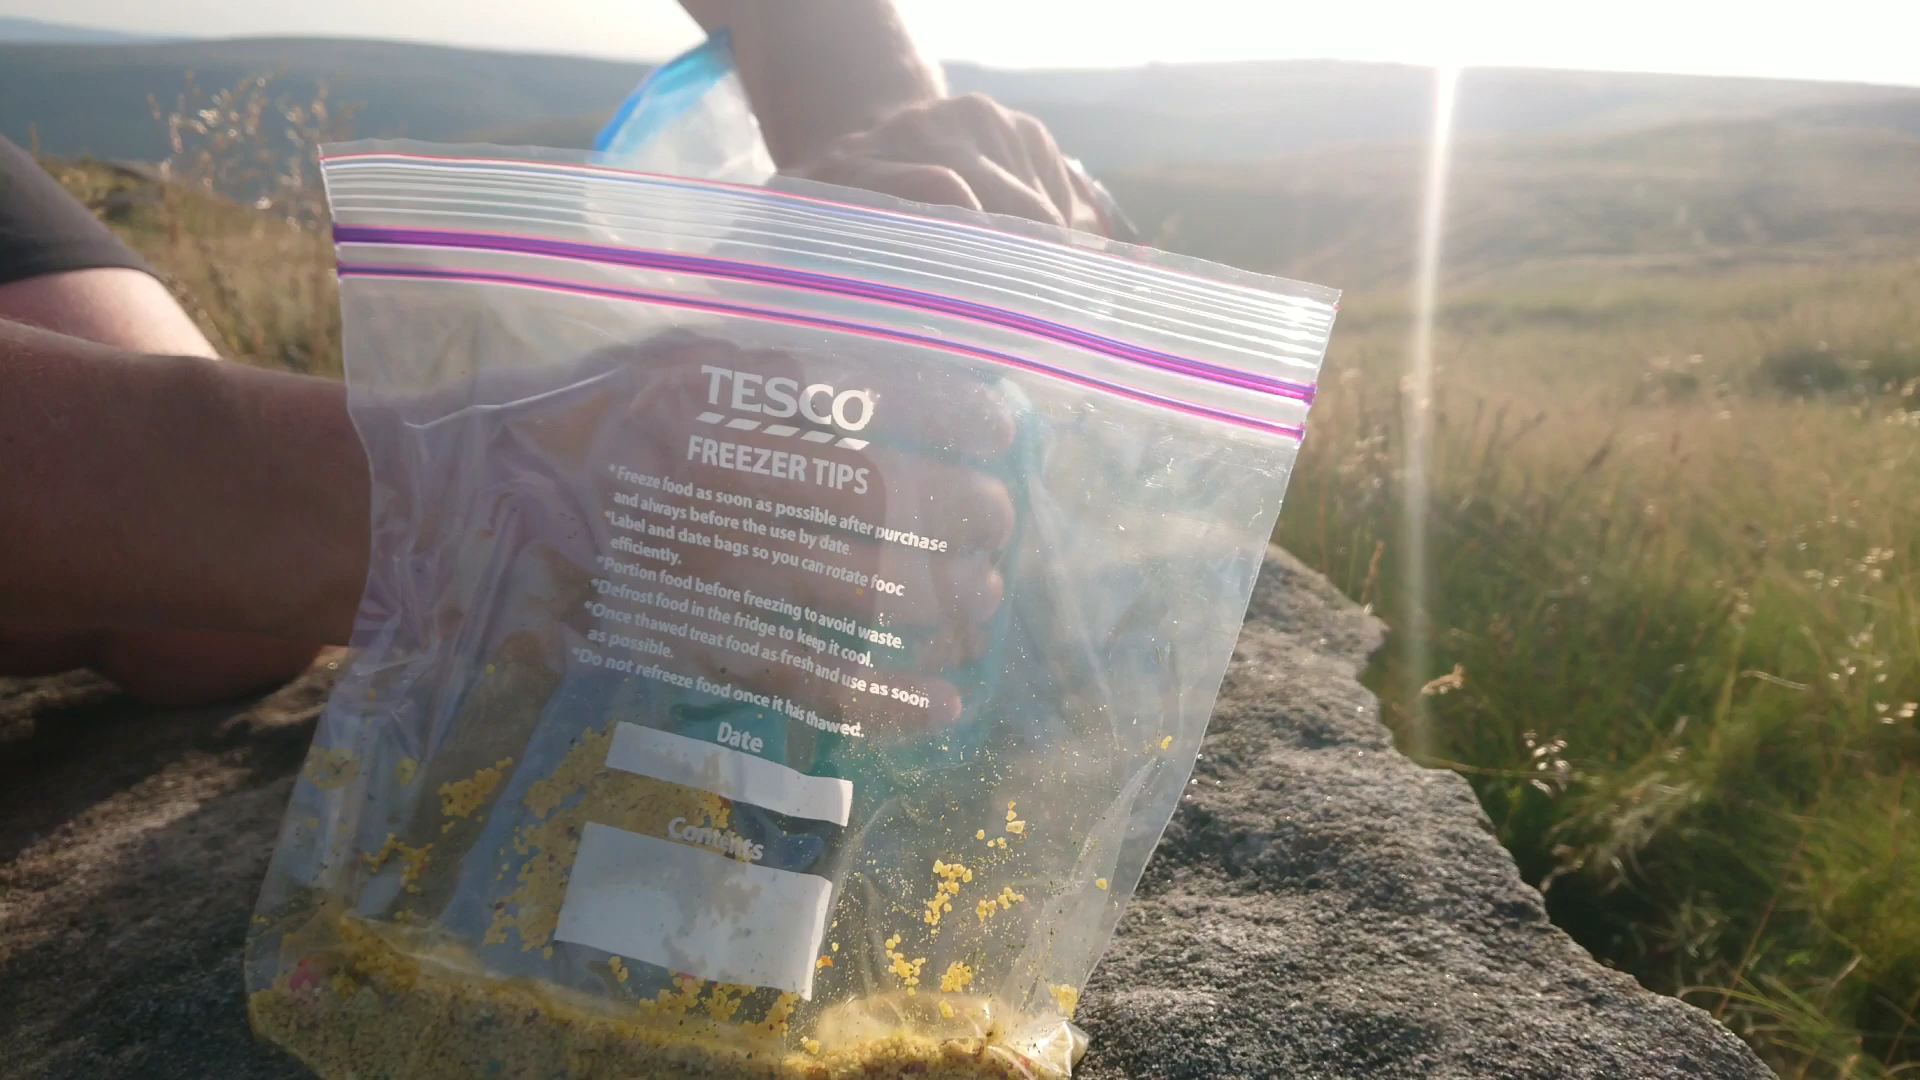 TESCO
FREEZER TIPS
*Freeze food as soon as possible after purchase
and always before the use by date.
*Label and date bags so you can rotate fooc
efficiently.
*Portion food before freezing to avoid waste.
*Defrost food in the fridge to keep it cool.
*Once thawed treat food as fresh and use as soon
as possible.
*Do not refreeze food once it has thawed.
Date
Contents